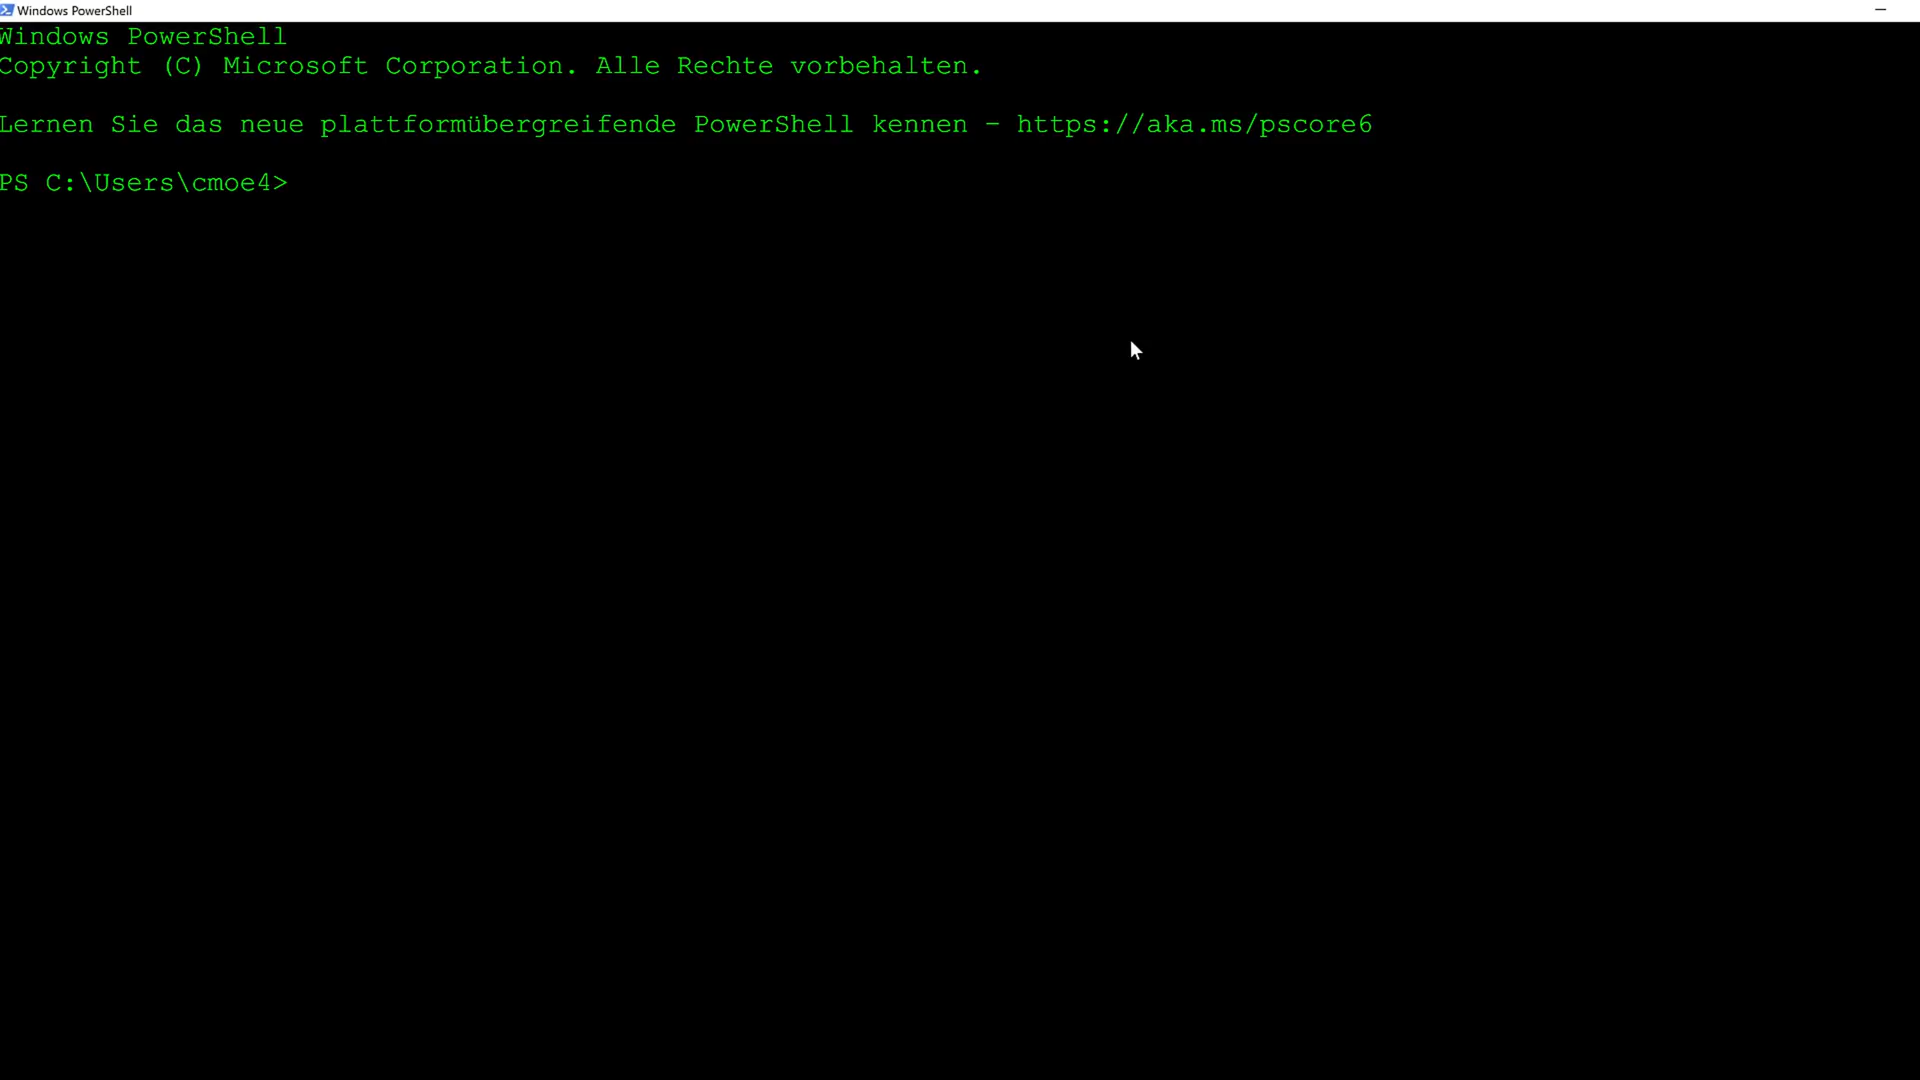 Windows PowerShell
Windows PowerShell
Copyright (C) Microsoft Corporation. Alle Rechte vorbehalten.
Lernen Sie das neue plattformübergreifende PowerShell kennen – https://aka.ms/pscore6
PS C:\Users\cmoe4>